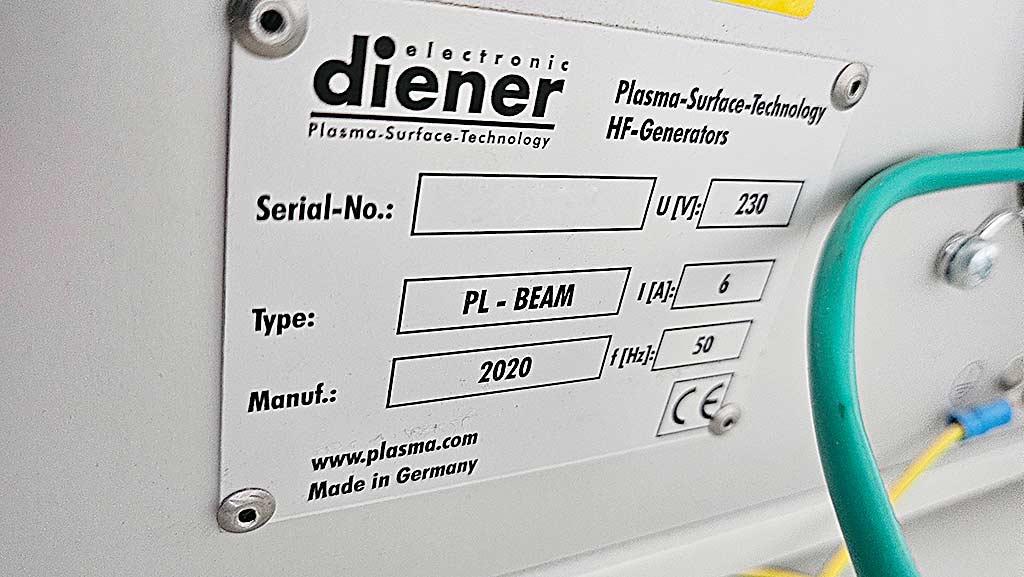 electronic
diener
Plasma-Surface-Technology
Plasma-Surface-Technology
HF-Generators
Serial-No.:
U [V]: 230
Type: PL - BEAM
I [A]: 6
Manuf.: 2020
f [Hz]: 50
CE
www.plasma.com
Made in Germany